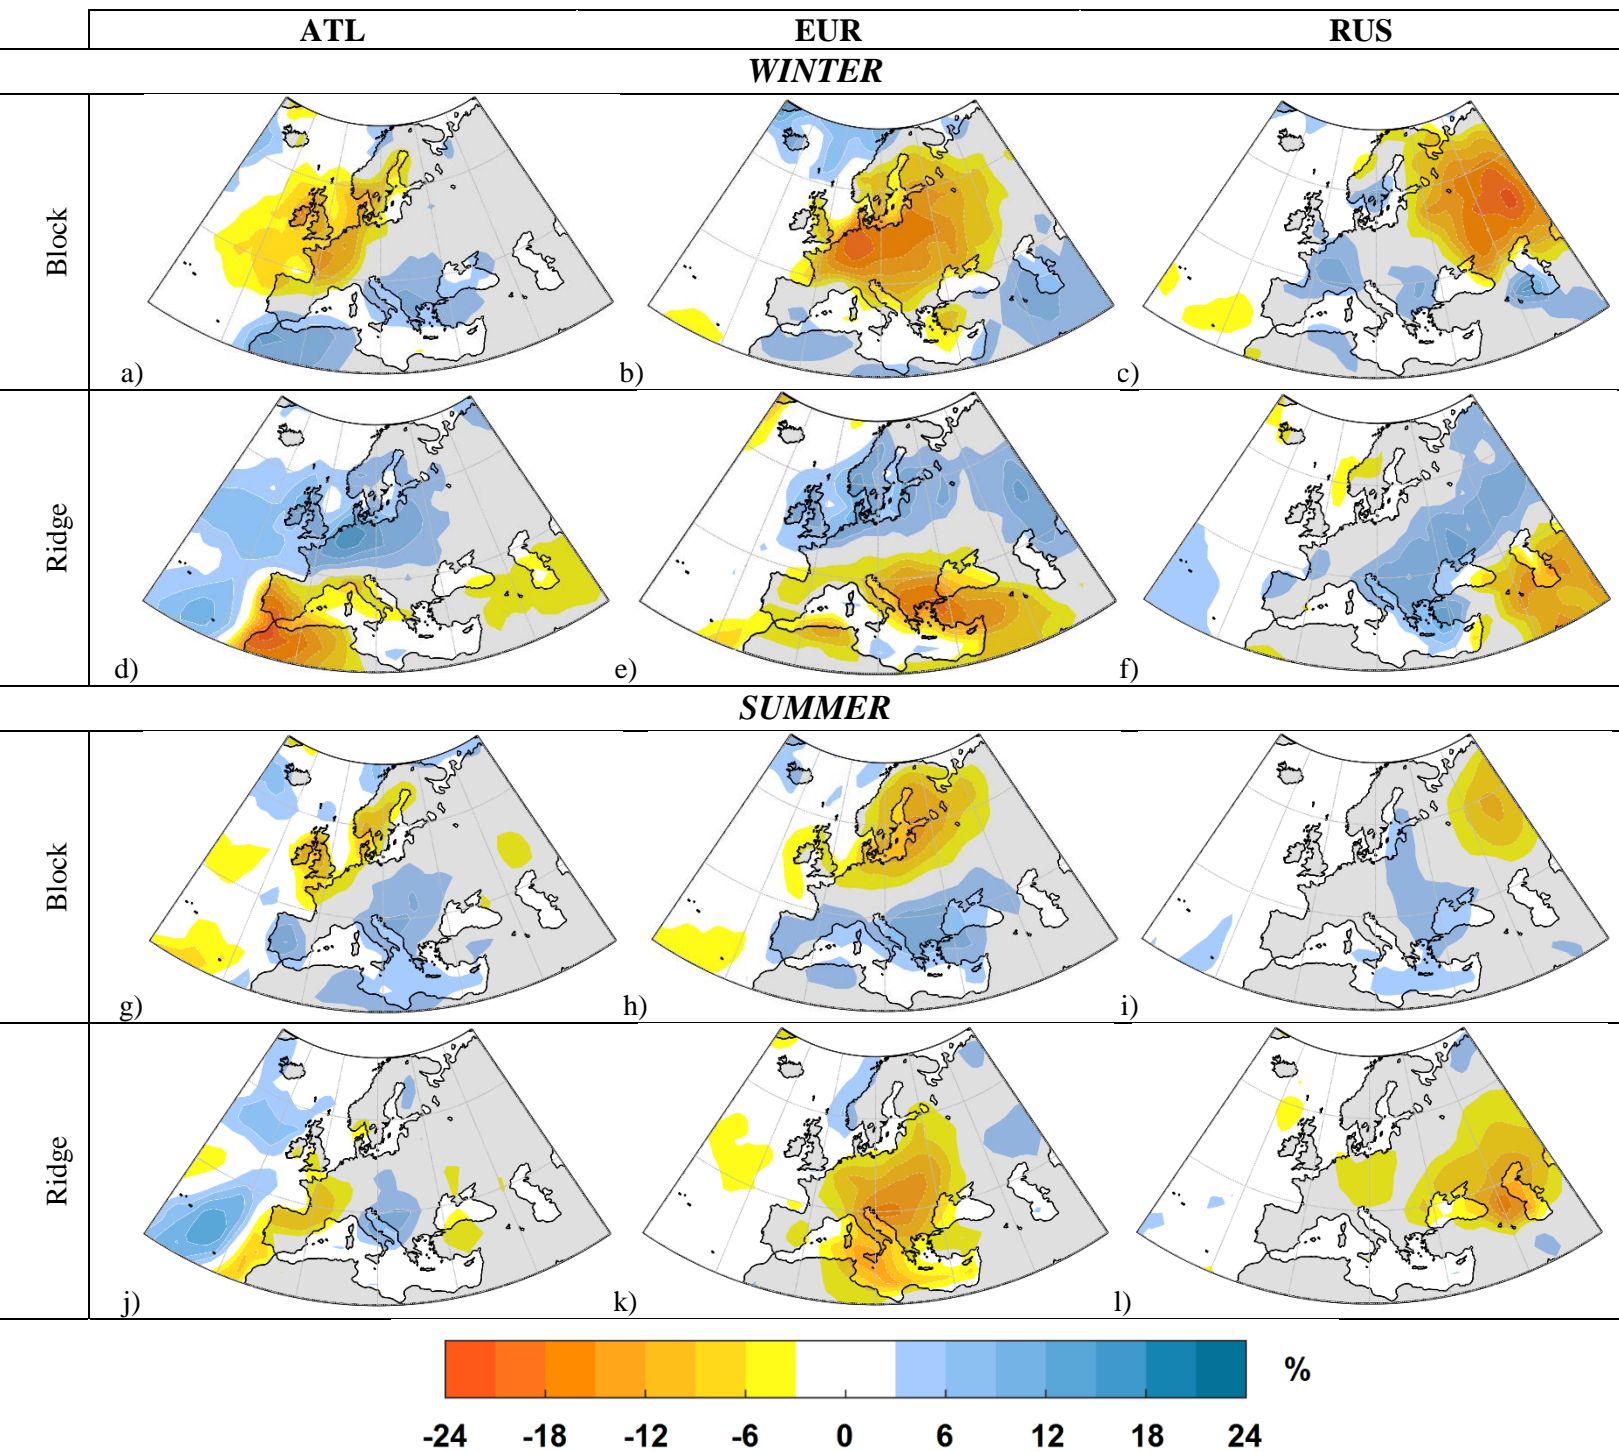 ATL EUR RUS
WINTER
Block
a) b) c)
Ridge
d) e) f)
SUMMER
Block
g) h) i)
Ridge
j) k) l)
%
-24 -18 -12 -6 0 6 12 18 24